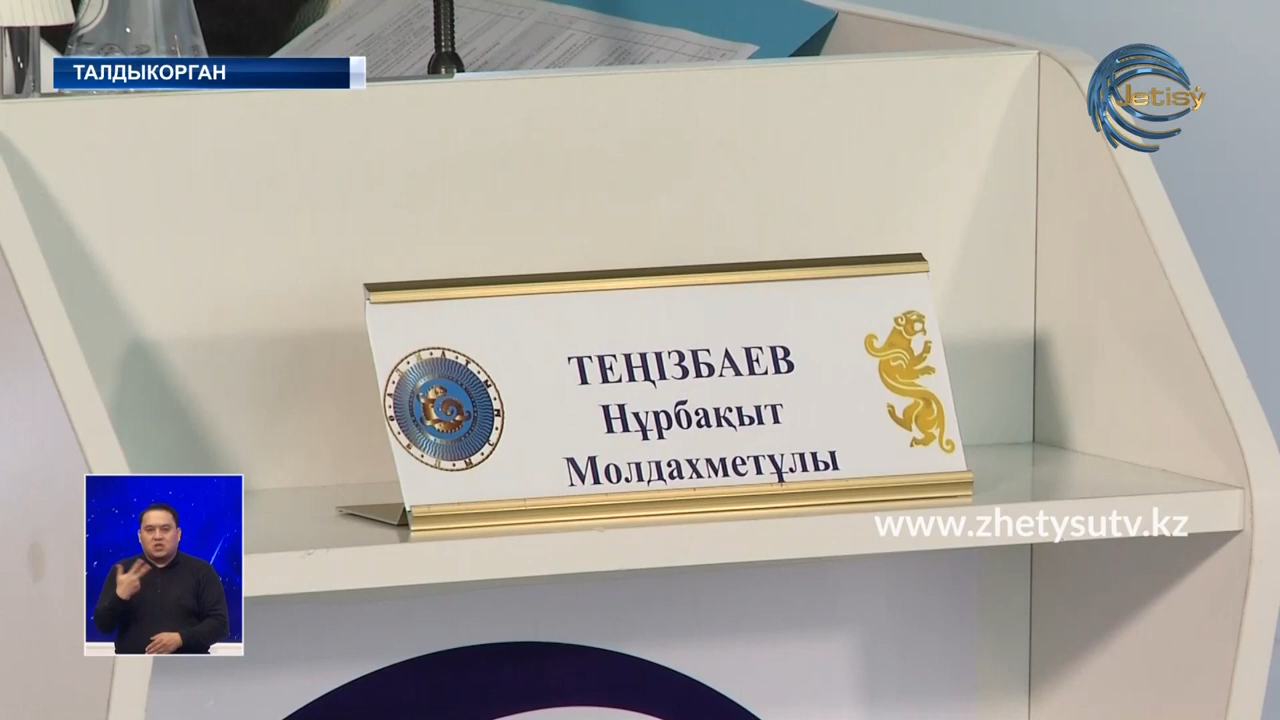 ТАЛДЫКОРГАН
Jetisý
ТЕҢІЗБАЕВ
Нұрбақыт
Молдахметұлы
www.zhetysutv.kz